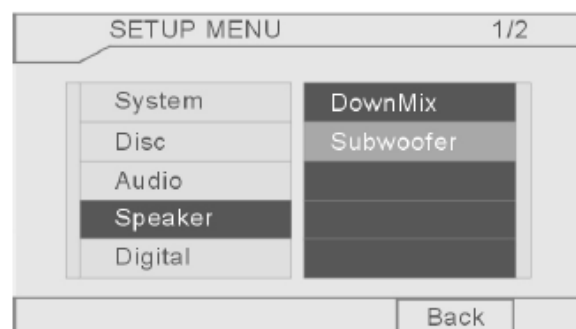 SETUP MENU 1/2
System
Disc
Audio
Speaker
Digital
DownMix
Subwoofer
Back